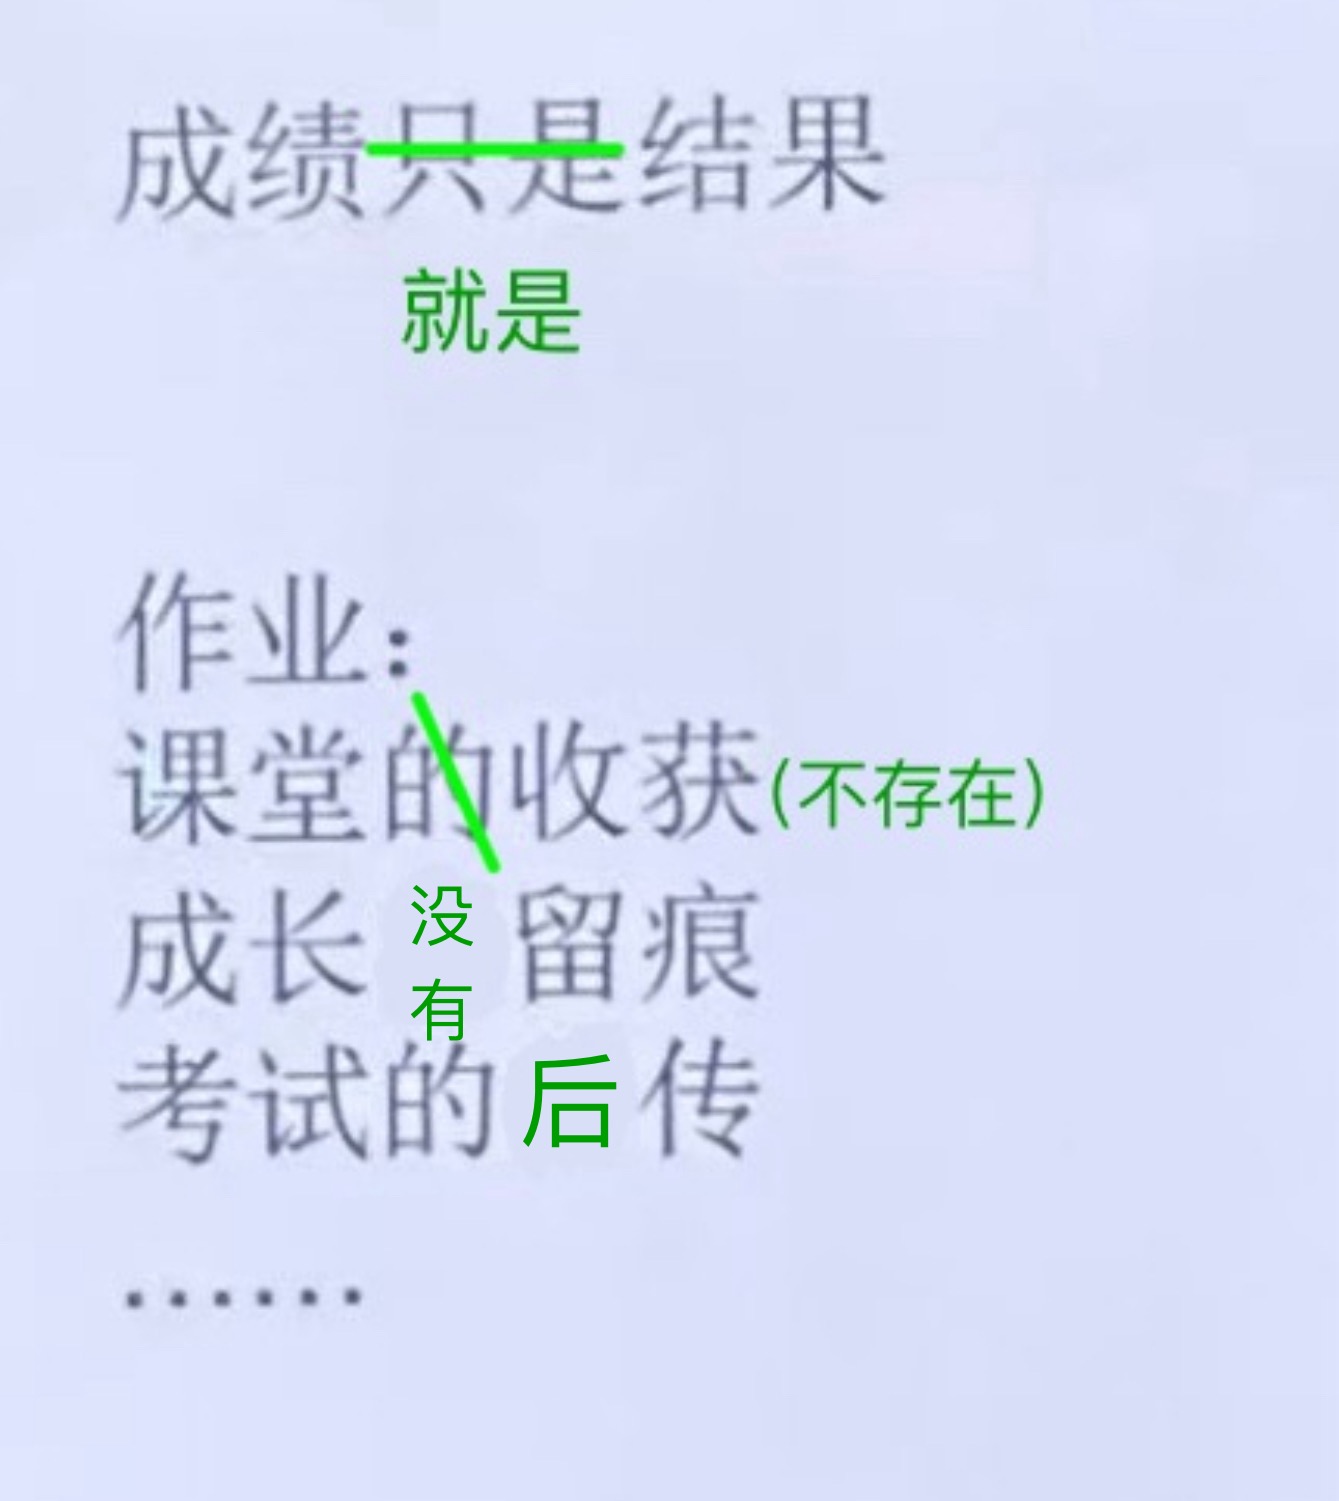 成绩只是结果
就是
作业：
课堂的收获(不存在)
成长没有留痕
考试的后传
······